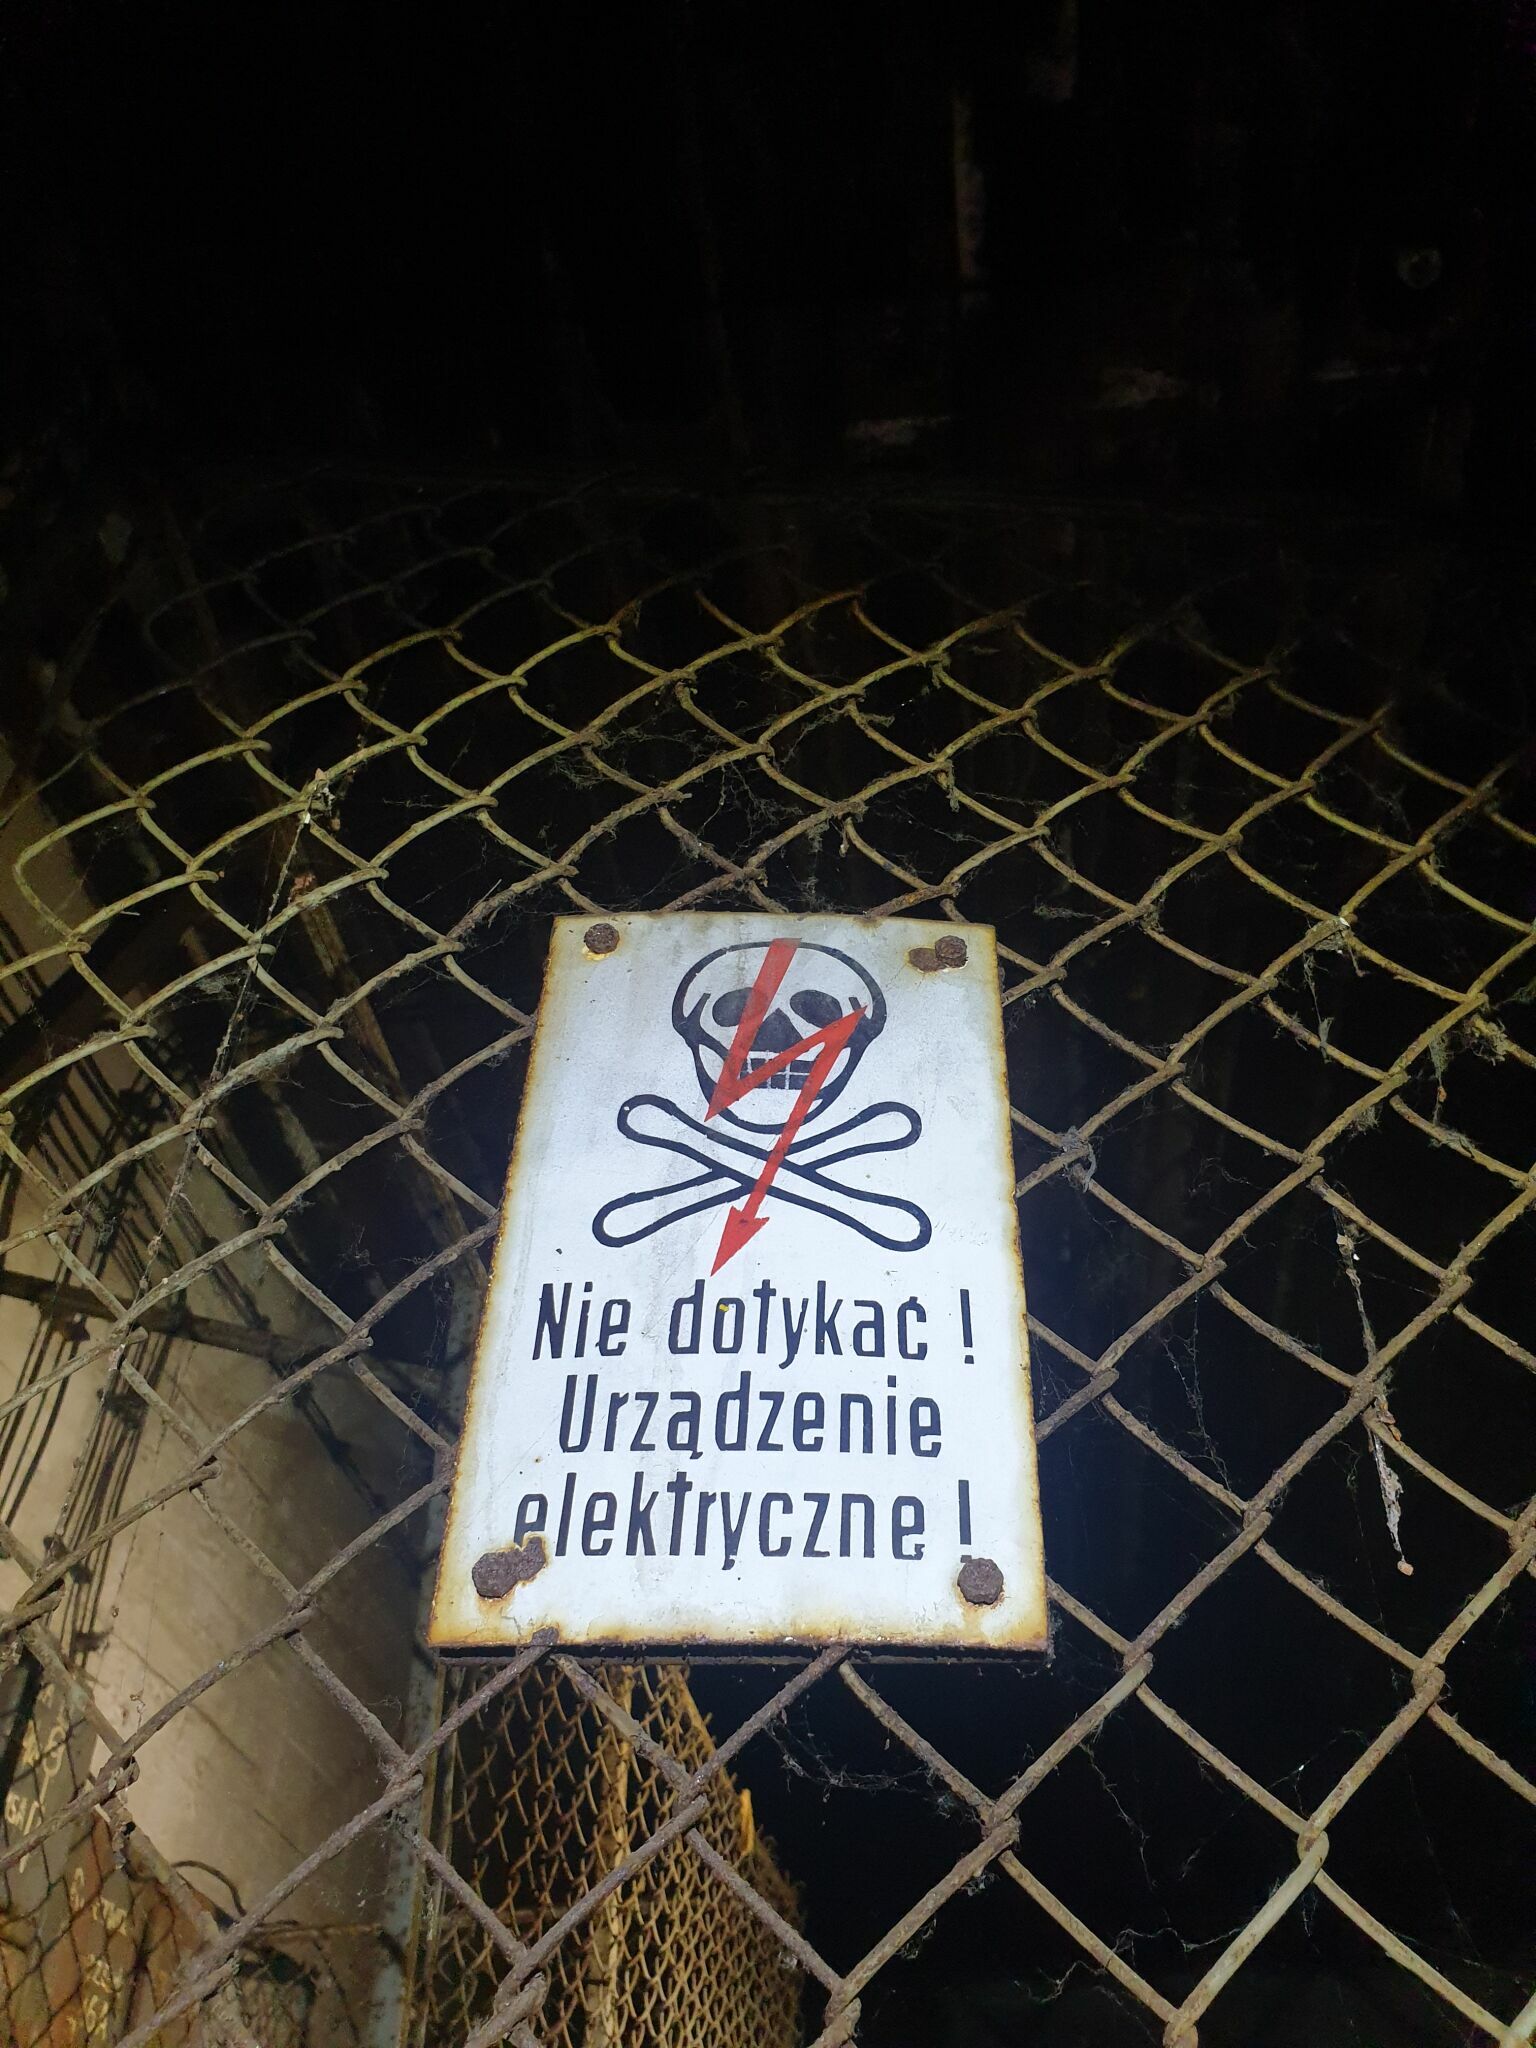 Nie dotykać !
Urządzenie
elektryczne !